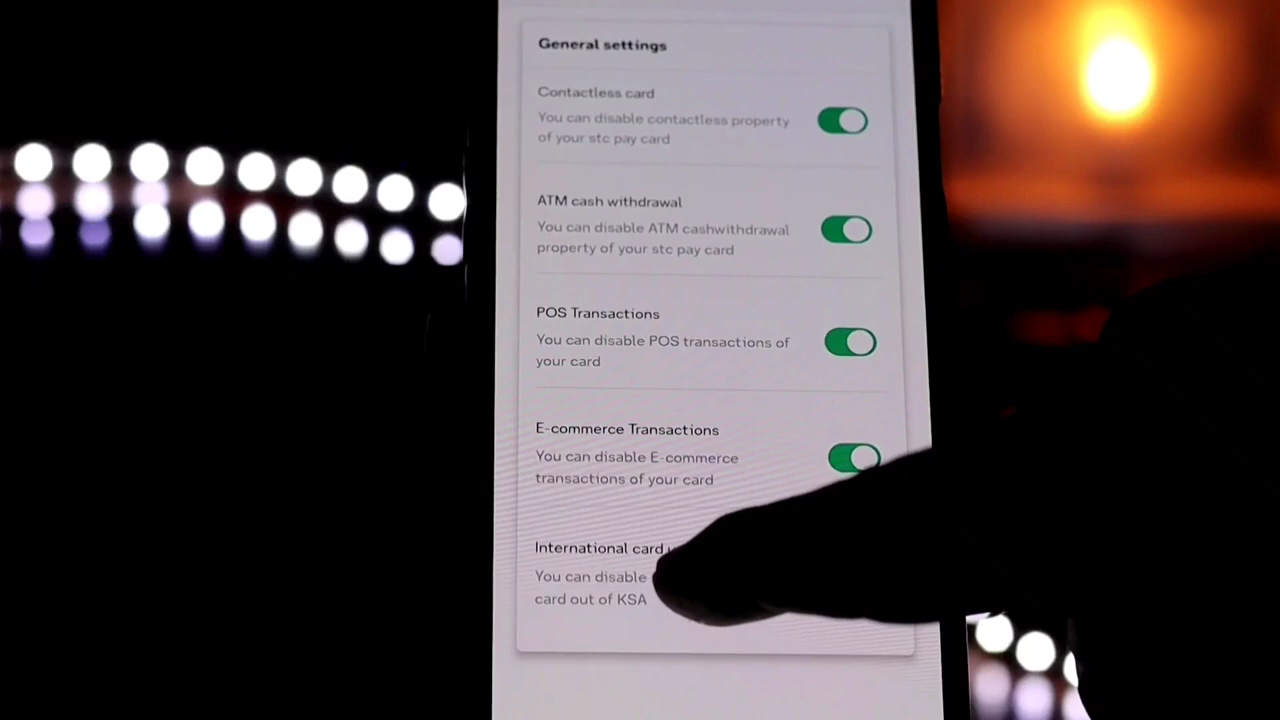 General settings
Contactless card
You can disable contactless property
of your stc pay card
ATM cash withdrawal
You can disable ATM cashwithdrawal
property of your stc pay card
POS Transactions
You can disable POS transactions of
your card
E-commerce Transactions
You can disable E-commerce
transactions of your card
International card
You can disable
card out of KSA